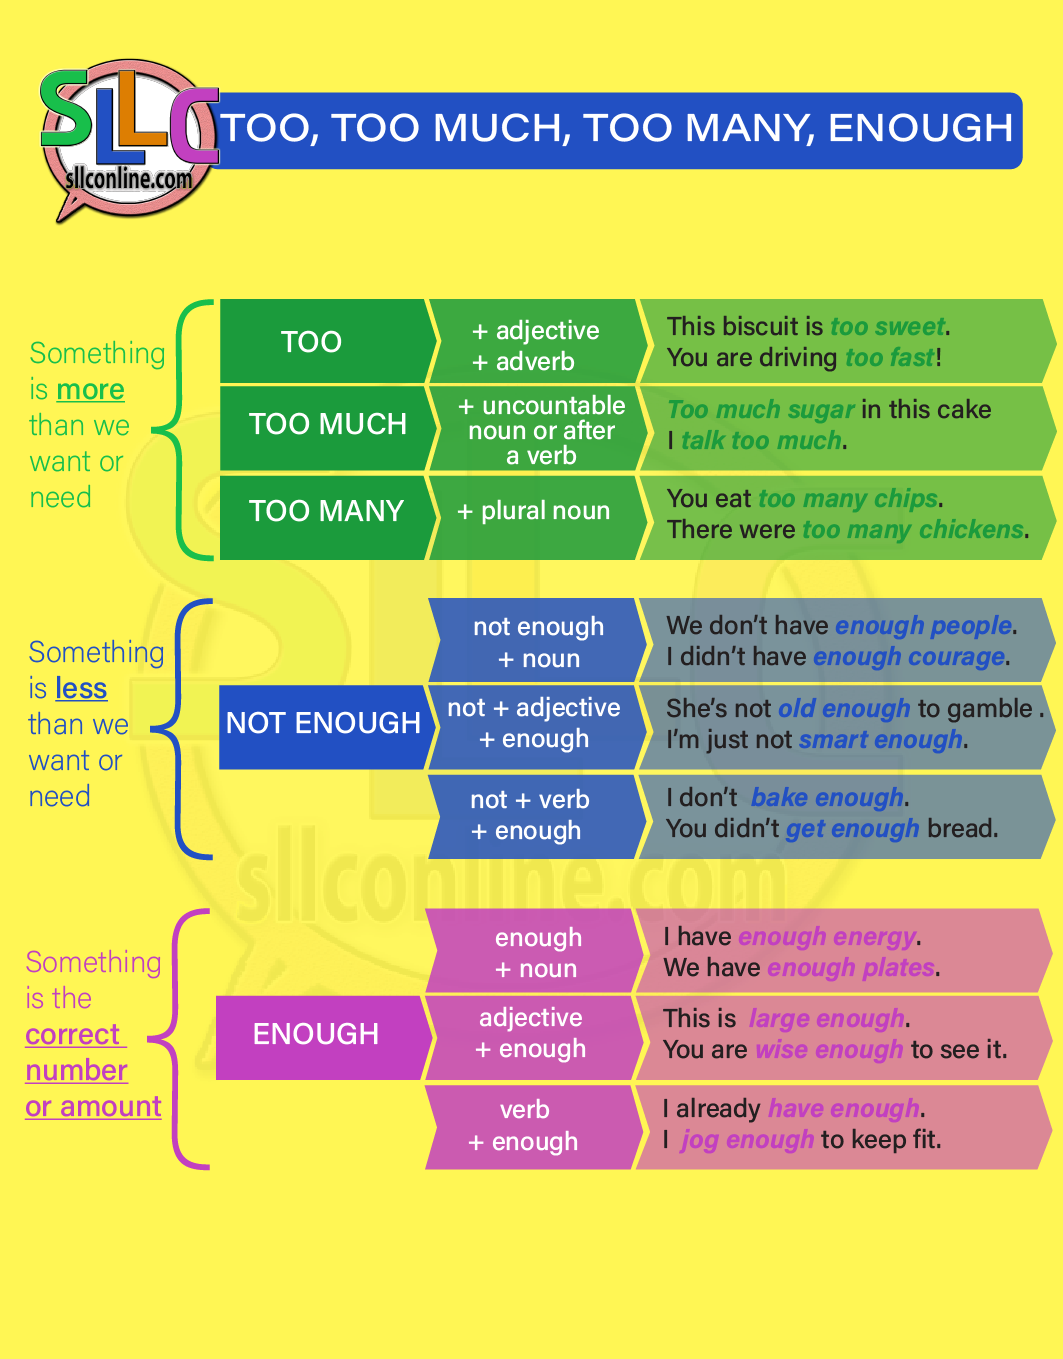 SLLC
sllconline.com
TOO, TOO MUCH, TOO MANY, ENOUGH
Something
is more
than we
want or
need
TOO
+ adjective
+ adverb
This biscuit is too sweet.
You are driving too fast!
TOO MUCH
+ uncountable
noun or after
a verb
Too much sugar in this cake
I talk too much.
TOO MANY
+ plural noun
You eat too many chips.
There were too many chickens.
Something
is less
than we
want or
need
NOT ENOUGH
not enough
+ noun
We don't have enough people.
I didn't have enough courage.
not + adjective
+ enough
She's not old enough to gamble .
I'm just not smart enough.
not + verb
+ enough
I don't  bake enough.
You didn't get enough bread.
sllconline.com
Something
is the
correct
number
or amount
ENOUGH
enough
+ noun
I have enough energy.
We have enough plates.
adjective
+ enough
This is  large enough.
You are wise enough to see it.
verb
+ enough
I already have enough.
I  jog enough to keep fit.